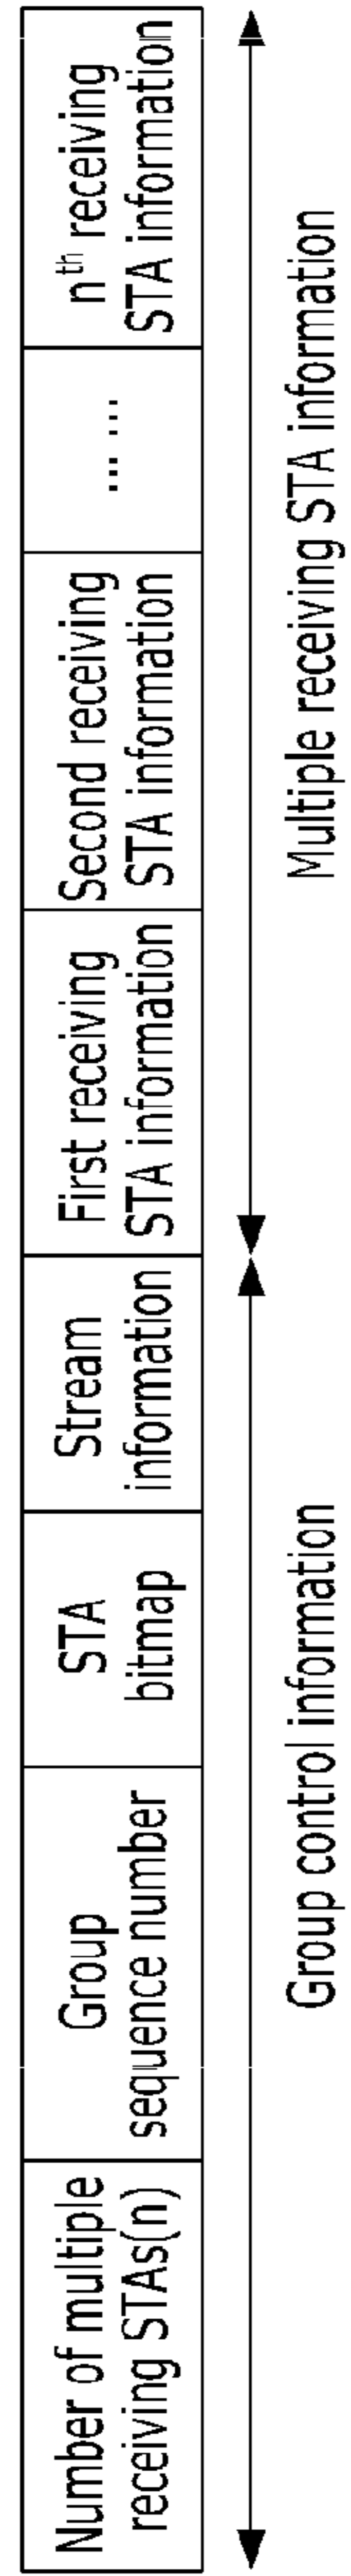 Number of multiple
receiving STAs(n)
Group
sequence number
STA
bitmap
Stream
information
First receiving
STA information
Second receiving
STA information
... ...
nth receiving
STA information
Group control information
Multiple receiving STA information